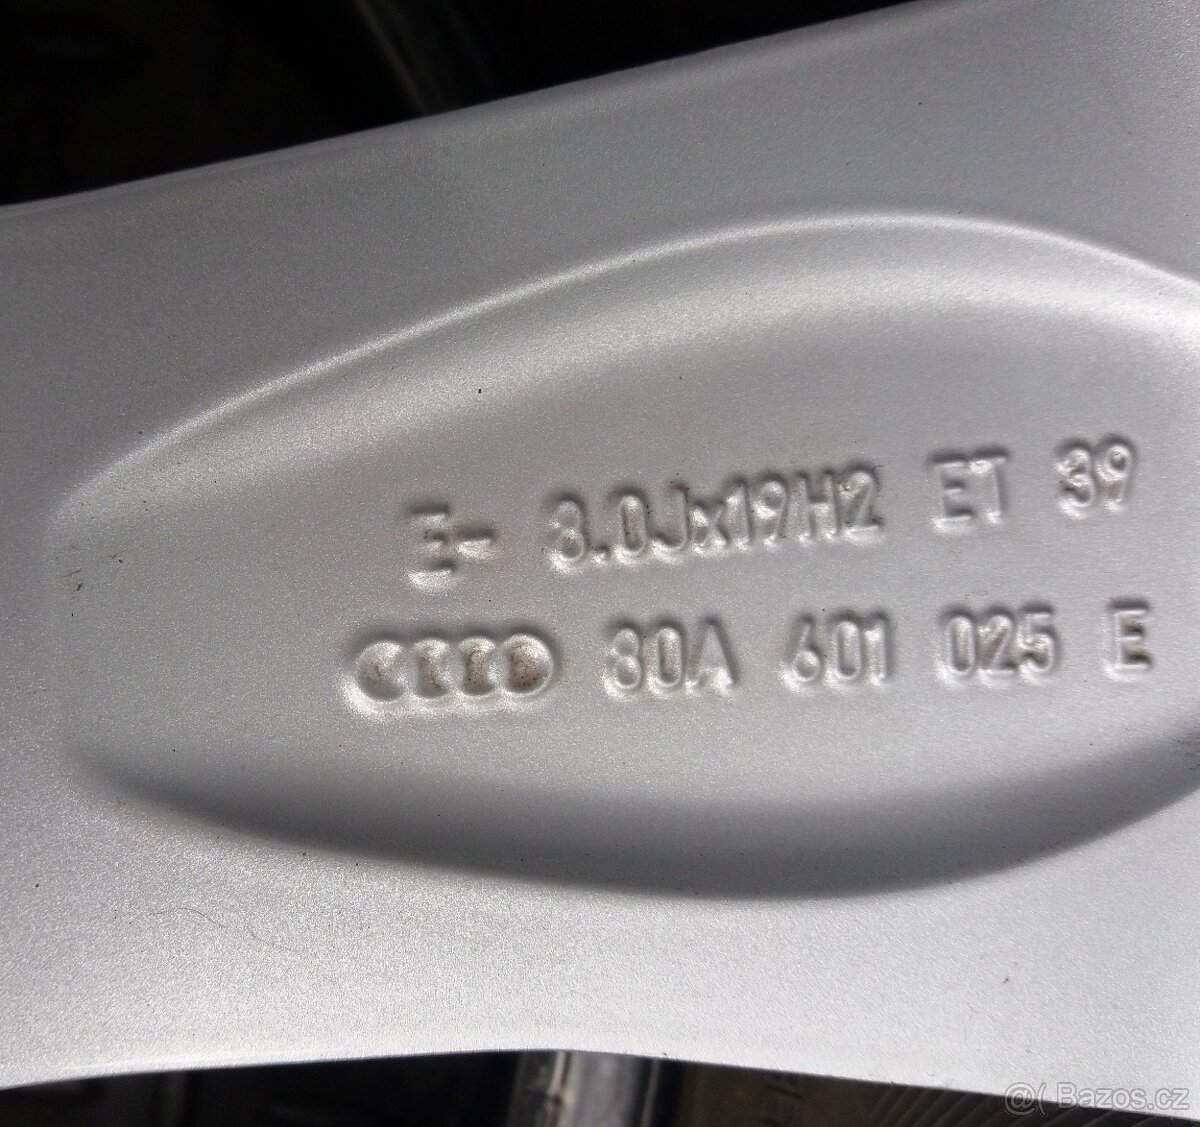 E- 8.0Jx19H2 ET 39
80A 601 025 E
@( Bazos.cz